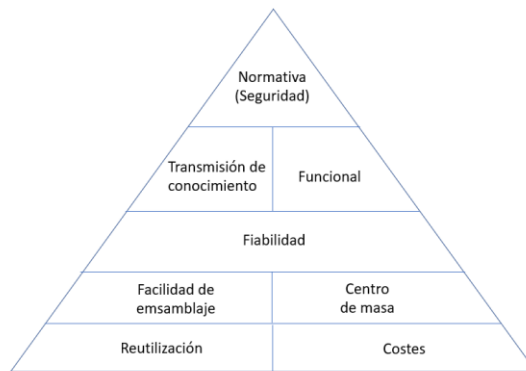 Normativa
(Seguridad)
Transmisión de
conocimiento
Funcional
Fiabilidad
Facilidad de
emsamblaje
Centro
de masa
Reutilización
Costes